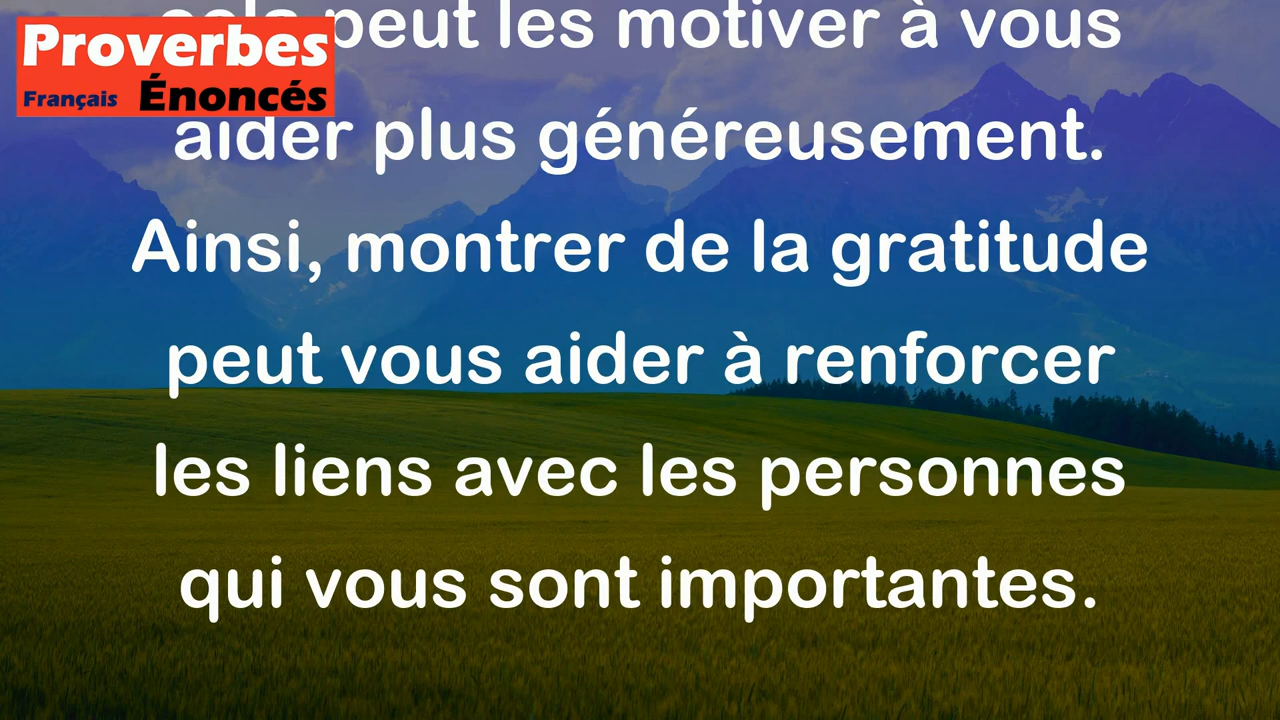 Proverbes
Français Énoncés
peut les motiver à vous
aider plus généreusement.
Ainsi, montrer de la gratitude
peut vous aider à renforcer
les liens avec les personnes
qui vous sont importantes.